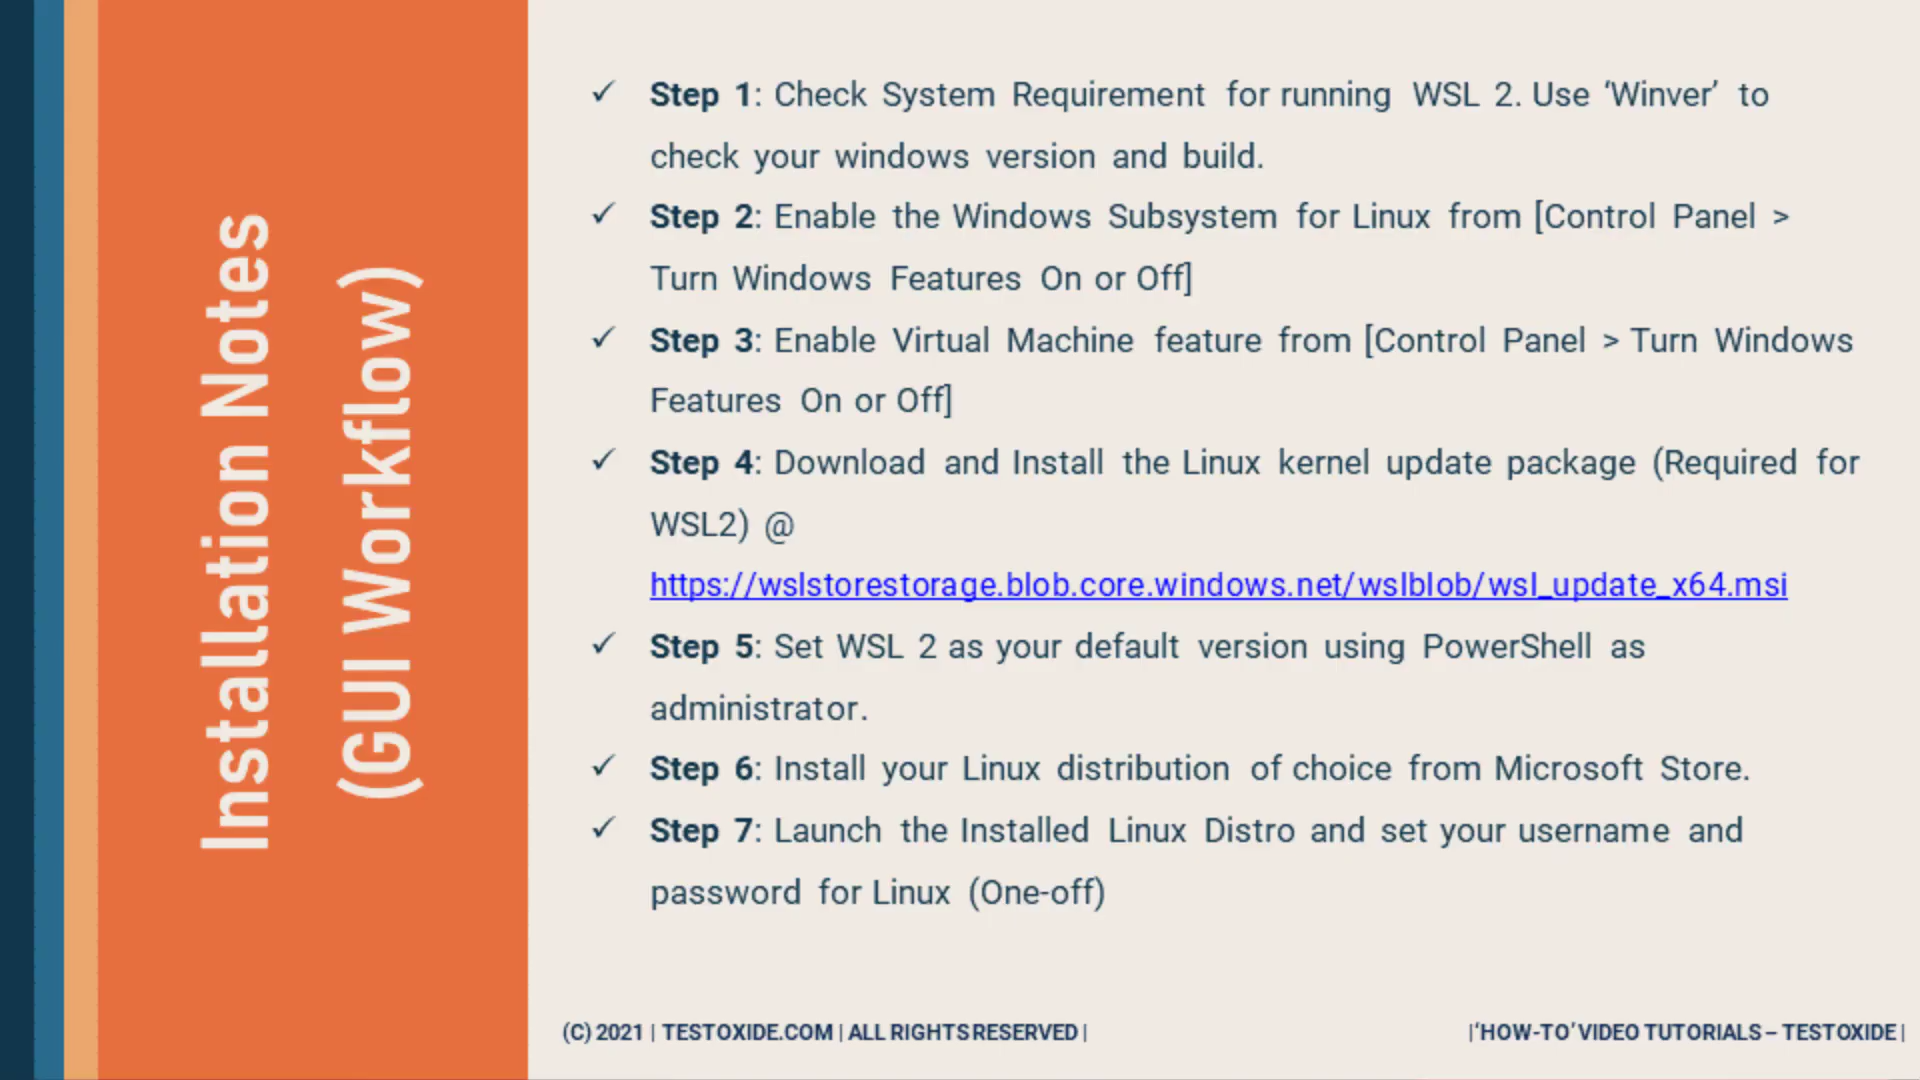 Installation Notes
(GUI Workflow)
✓ Step 1: Check System Requirement for running WSL 2. Use ‘Winver’ to
check your windows version and build.
✓ Step 2: Enable the Windows Subsystem for Linux from [Control Panel >
Turn Windows Features On or Off]
✓ Step 3: Enable Virtual Machine feature from [Control Panel > Turn Windows
Features On or Off]
✓ Step 4: Download and Install the Linux kernel update package (Required for
WSL2) @
https://wslstorestorage.blob.core.windows.net/wslblob/wsl_update_x64.msi
✓ Step 5: Set WSL 2 as your default version using PowerShell as
administrator.
✓ Step 6: Install your Linux distribution of choice from Microsoft Store.
✓ Step 7: Launch the Installed Linux Distro and set your username and
password for Linux (One-off)
(C) 2021 | TESTOXIDE.COM | ALL RIGHTS RESERVED |
|‘HOW-TO’ VIDEO TUTORIALS – TESTOXIDE |